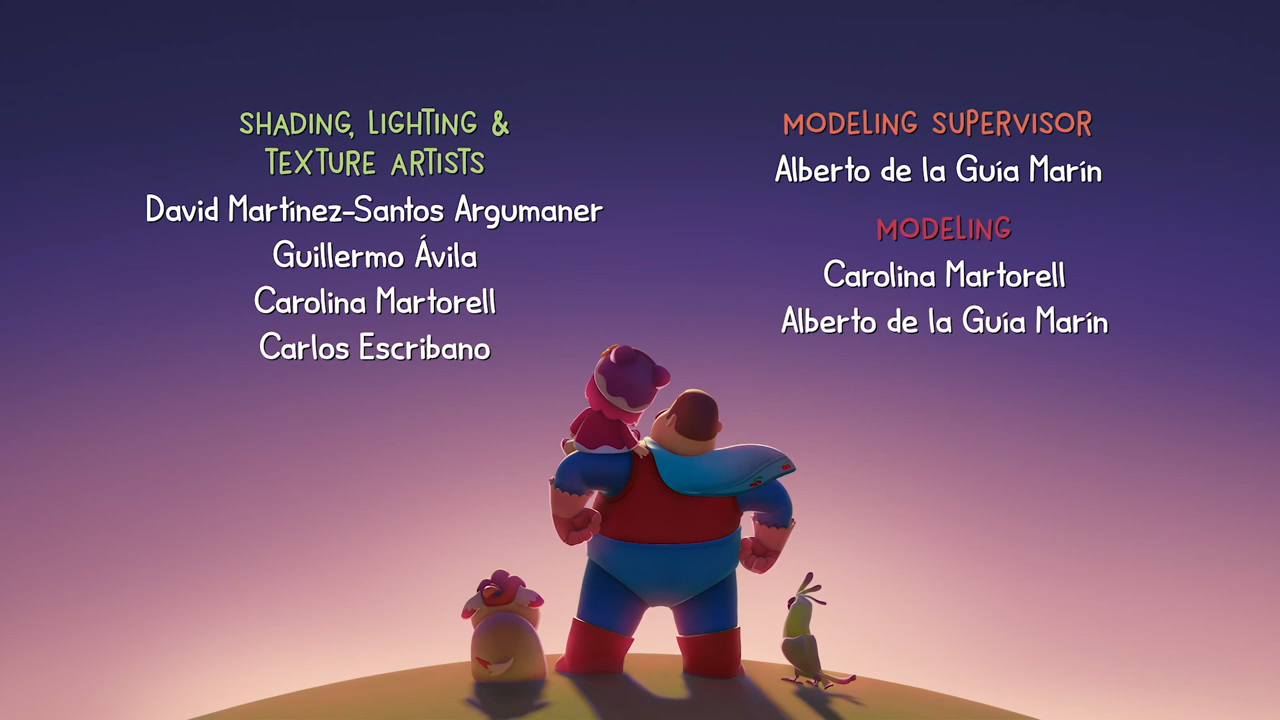 SHADING, LIGHTING &
TEXTURE ARTISTS
David Martínez-Santos Argumaner
Guillermo Ávila
Carolina Martorell
Carlos Escribano
MODELING SUPERVISOR
Alberto de la Guía Marín
MODELING
Carolina Martorell
Alberto de la Guía Marín